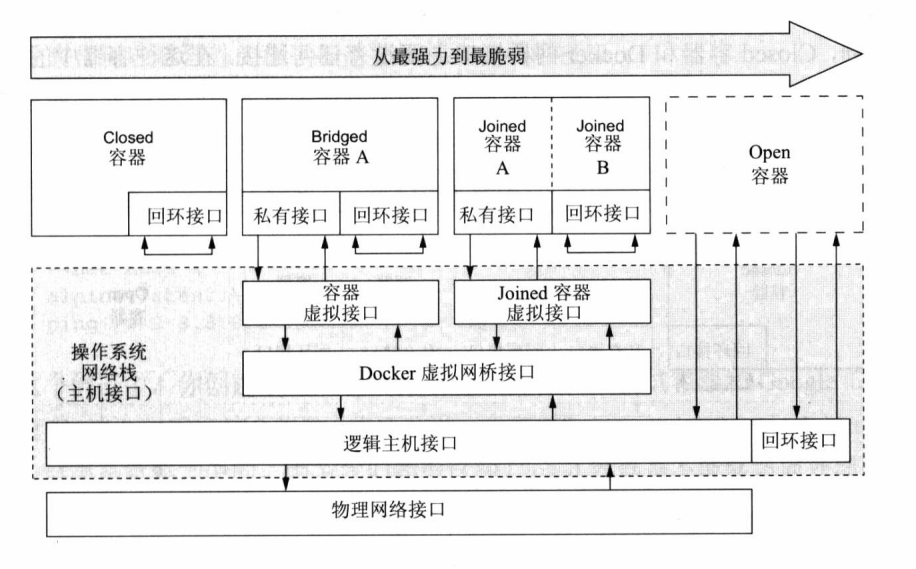 从最强力到最脆弱
Closed
容器
回环接口
Bridged
容器 A
私有接口
回环接口
Joined
容器
A
Joined
容器
B
私有接口
回环接口
Open
容器
容器
虚拟接口
Joined 容器
虚拟接口
操作系统
网络栈
(主机接口)
Docker 虚拟网桥接口
逻辑主机接口
回环接口
物理网络接口